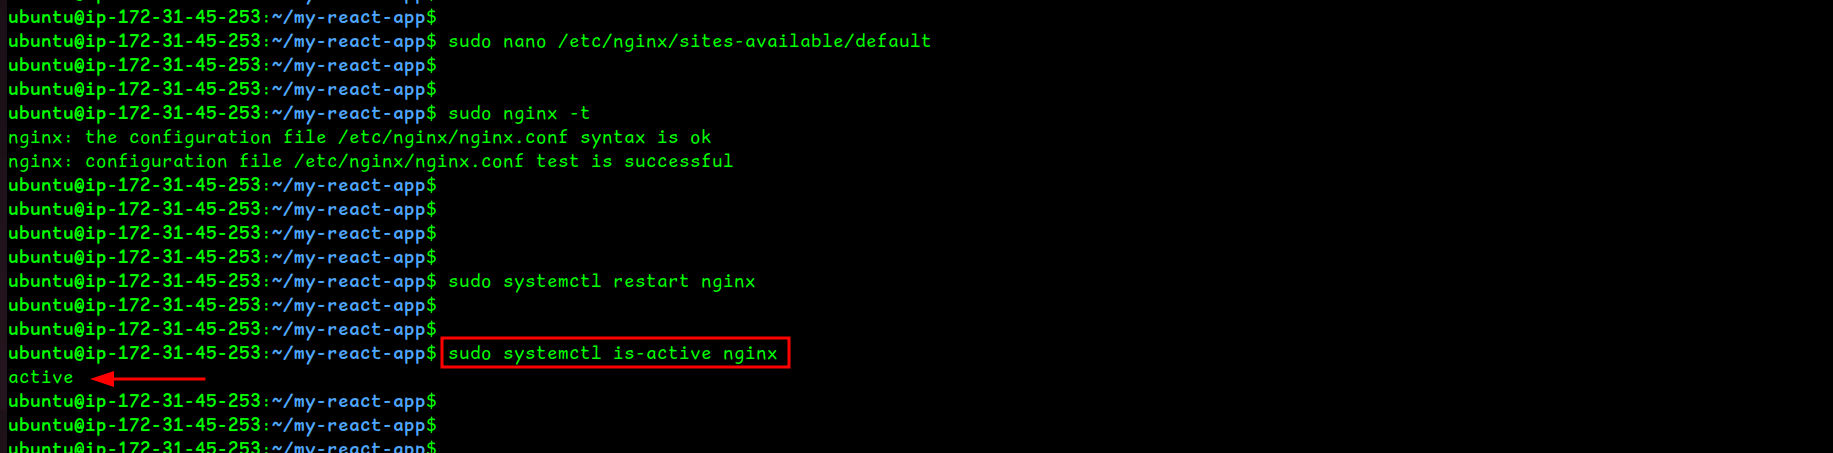 ubuntu@ip-172-31-45-253:~/my-react-app$
ubuntu@ip-172-31-45-253:~/my-react-app$ sudo nano /etc/nginx/sites-available/default
ubuntu@ip-172-31-45-253:~/my-react-app$
ubuntu@ip-172-31-45-253:~/my-react-app$
ubuntu@ip-172-31-45-253:~/my-react-app$ sudo nginx -t
nginx: the configuration file /etc/nginx/nginx.conf syntax is ok
nginx: configuration file /etc/nginx/nginx.conf test is successful
ubuntu@ip-172-31-45-253:~/my-react-app$
ubuntu@ip-172-31-45-253:~/my-react-app$
ubuntu@ip-172-31-45-253:~/my-react-app$
ubuntu@ip-172-31-45-253:~/my-react-app$
ubuntu@ip-172-31-45-253:~/my-react-app$ sudo systemctl restart nginx
ubuntu@ip-172-31-45-253:~/my-react-app$
ubuntu@ip-172-31-45-253:~/my-react-app$
ubuntu@ip-172-31-45-253:~/my-react-app$ sudo systemctl is-active nginx
active
ubuntu@ip-172-31-45-253:~/my-react-app$
ubuntu@ip-172-31-45-253:~/my-react-app$
ubuntu@ip-172-31-45-253:~/my-react-app$